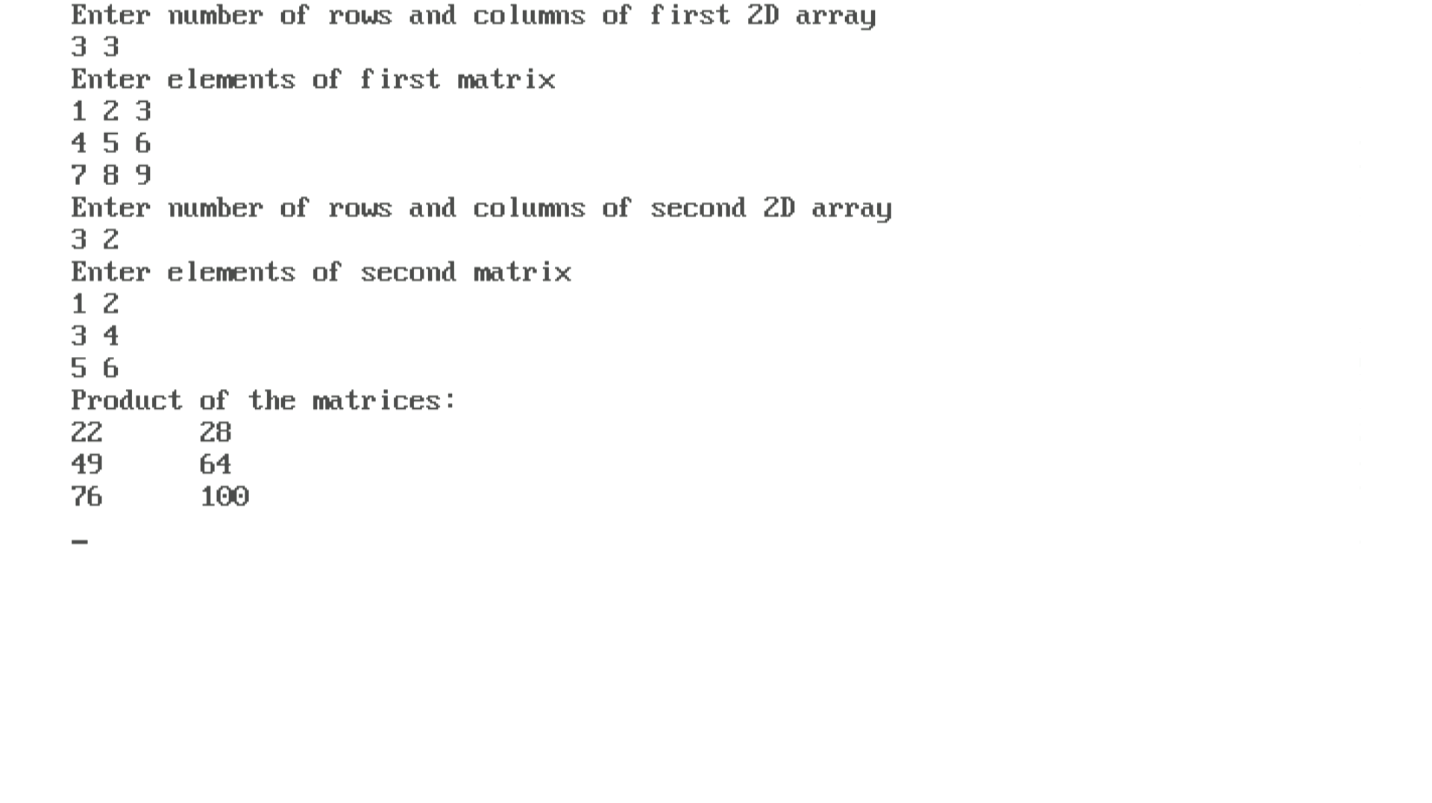 Enter number of rows and columns of first 2D array
3 3
Enter elements of first matrix
1 2 3
4 5 6
7 8 9
Enter number of rows and columns of second 2D array
3 2
Enter elements of second matrix
1 2
3 4
5 6
Product of the matrices:
22 28
49 64
76 100
_